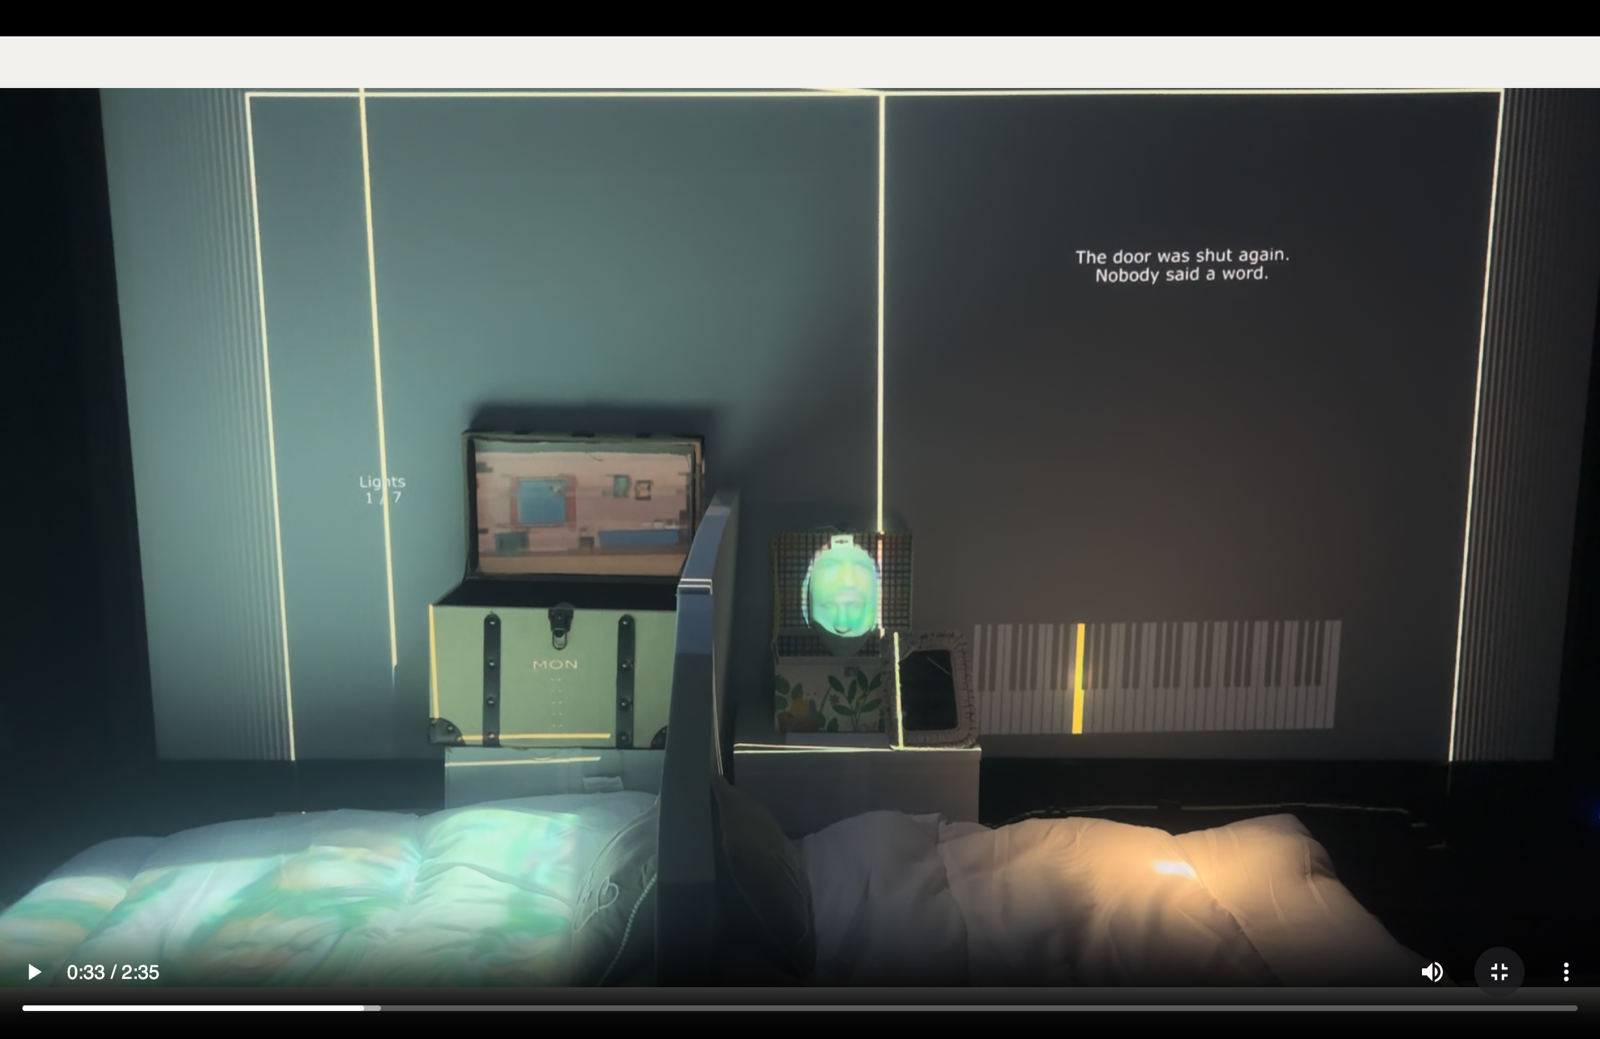 The door was shut again.
Nobody said a word.
Lights
1 / 7
MON
0:33 / 2:35